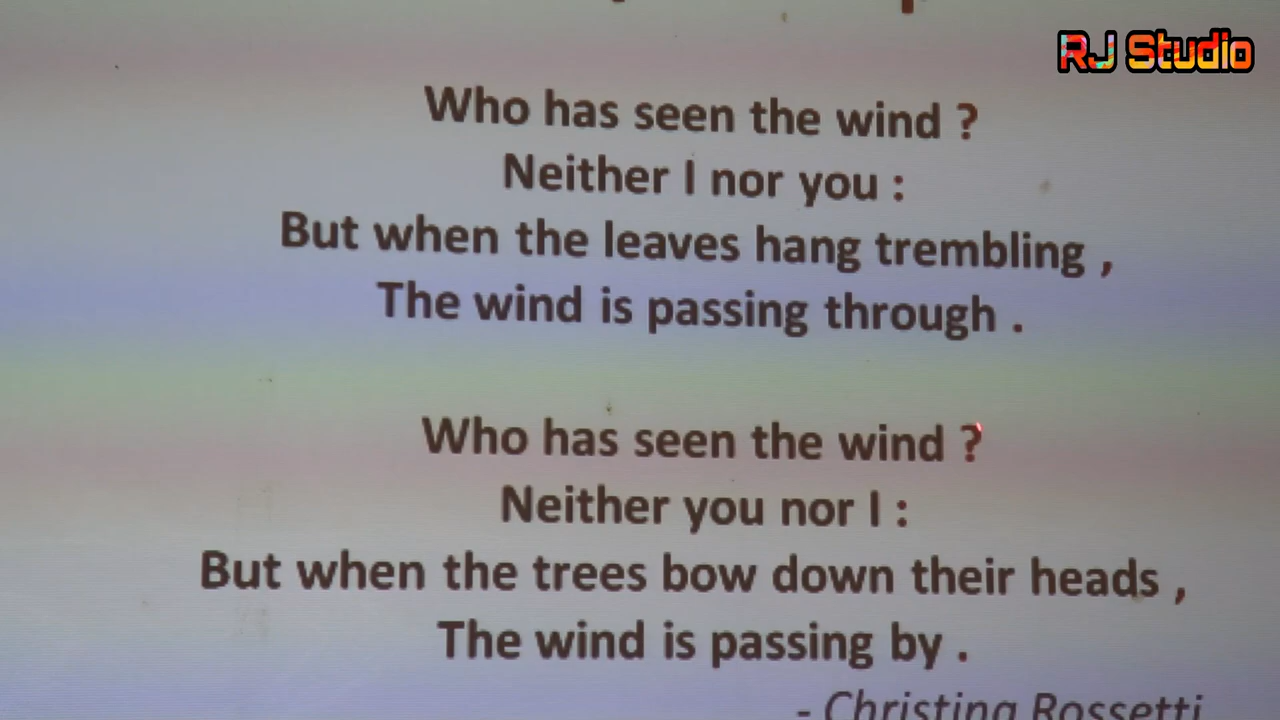 RJ Studio
Who has seen the wind ?
Neither I nor you :
But when the leaves hang trembling ,
The wind is passing through .
Who has seen the wind ?
Neither you nor I :
But when the trees bow down their heads ,
The wind is passing by .
- Christina Rossetti